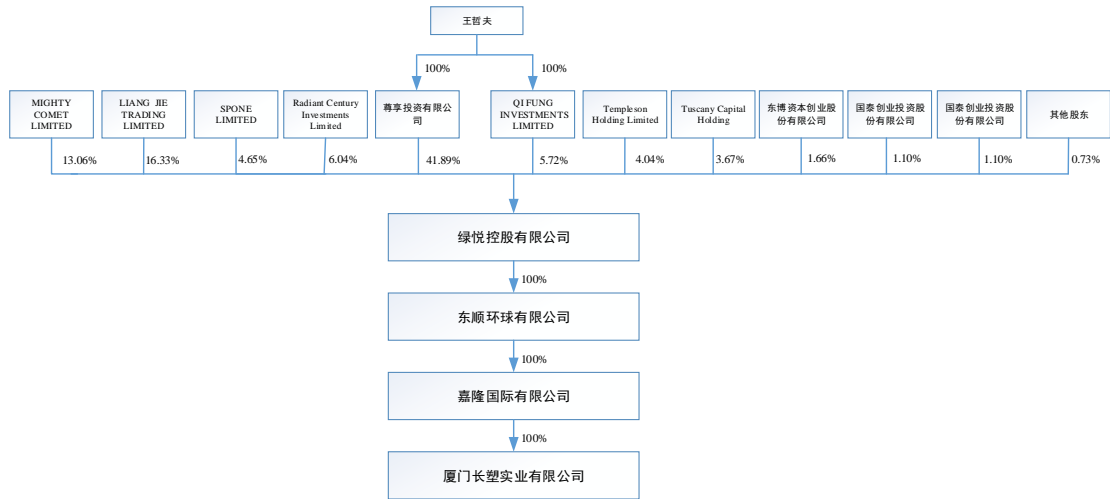 王哲夫
100%
100%
MIGHTY
COMET
LIMITED
LIANG JIE
TRADING
LIMITED
SPONE
LIMITED
Radiant Century
Investments
Limited
尊享投资有限公
司
QI FUNG
INVESTMENTS
LIMITED
Templeson
Holding Limited
Tuscany Capital
Holding
东博资本创业股
份有限公司
国泰创业投资股
份有限公司
国泰创业投资股
份有限公司
其他股东
13.06%
16.33%
4.65%
6.04%
41.89%
5.72%
4.04%
3.67%
1.66%
1.10%
1.10%
0.73%
绿悦控股有限公司
100%
东顺环球有限公司
100%
嘉隆国际有限公司
100%
厦门长塑实业有限公司